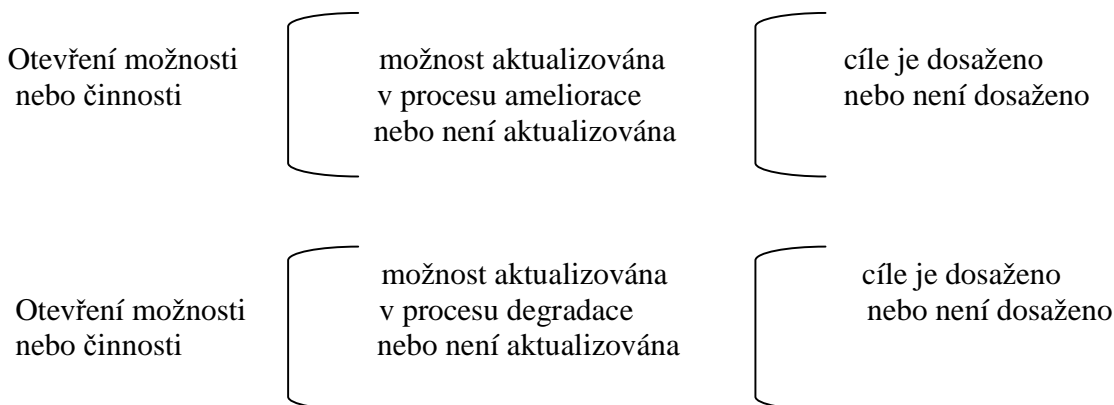 Otevření možnosti
nebo činnosti
možnost aktualizována
v procesu ameliorace
nebo není aktualizována
cíle je dosaženo
nebo není dosaženo
Otevření možnosti
nebo činnosti
možnost aktualizována
v procesu degradace
nebo není aktualizována
cíle je dosaženo
nebo není dosaženo